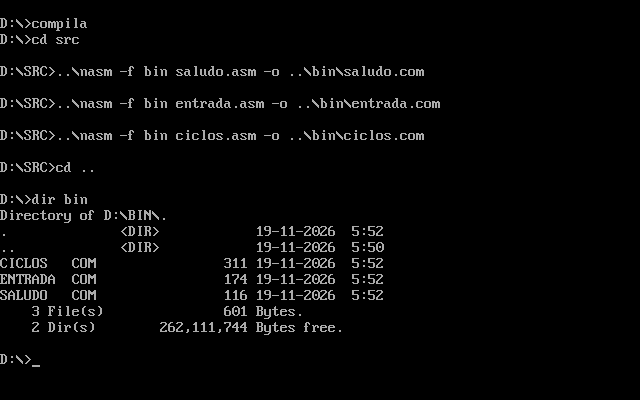 D:\>compila
D:\>cd src
D:\SRC>..\nasm -f bin saludo.asm -o ..\bin\saludo.com
D:\SRC>..\nasm -f bin entrada.asm -o ..\bin\entrada.com
D:\SRC>..\nasm -f bin ciclos.asm -o ..\bin\ciclos.com
D:\SRC>cd ..
D:\>dir bin
Directory of D:\BIN\.
.              <DIR>            19-11-2026  5:52
..             <DIR>            19-11-2026  5:50
CICLOS   COM                311 19-11-2026  5:52
ENTRADA  COM                174 19-11-2026  5:52
SALUDO   COM                116 19-11-2026  5:52
    3 File(s)               601 Bytes.
    2 Dir(s)        262,111,744 Bytes free.
D:\>_